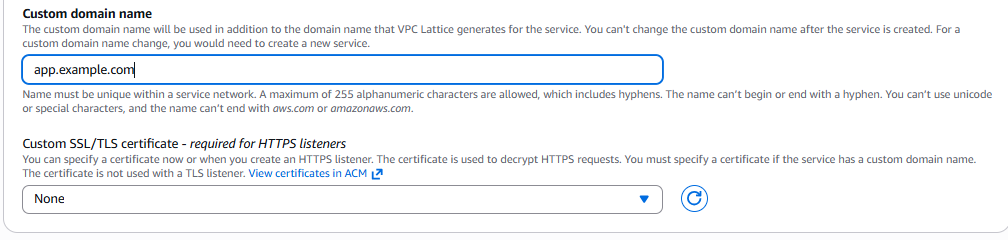 Custom domain name
The custom domain name will be used in addition to the domain name that VPC Lattice generates for the service. You can't change the custom domain name after the service is created. For a
custom domain name change, you would need to create a new service.
app.example.com
Name must be unique within a service network. A maximum of 255 alphanumeric characters are allowed, which includes hyphens. The name can't begin or end with a hyphen. You can't use unicode
or special characters, and the name can't end with aws.com or amazonaws.com.
Custom SSL/TLS certificate - required for HTTPS listeners
You can specify a certificate now or when you create an HTTPS listener. The certificate is used to decrypt HTTPS requests. You must specify a certificate if the service has a custom domain name.
The certificate is not used with a TLS listener. View certificates in ACM
None